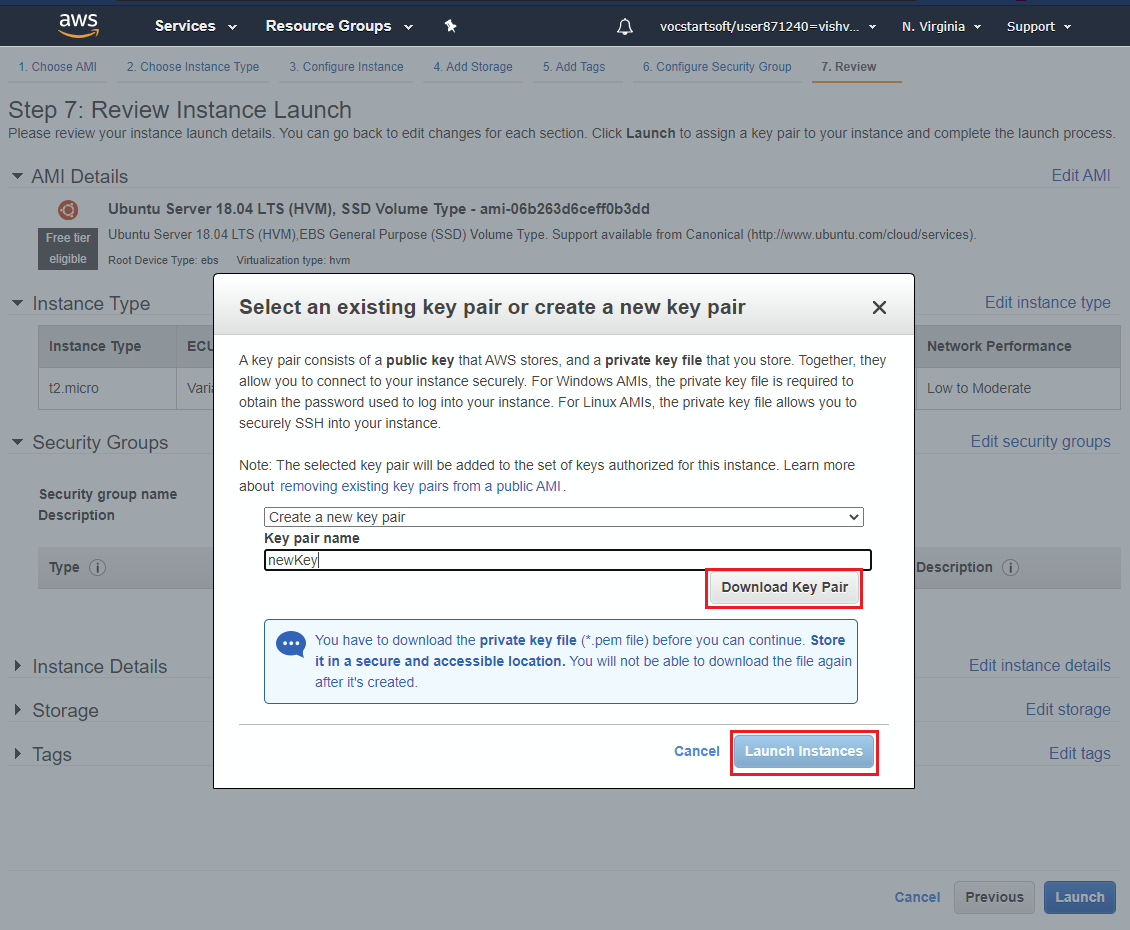 aws Services Resource Groups vocstartsoft/user871240=vishv... N. Virginia Support
1. Choose AMI 2. Choose Instance Type 3. Configure Instance 4. Add Storage 5. Add Tags 6. Configure Security Group 7. Review
Step 7: Review Instance Launch
Please review your instance launch details. You can go back to edit changes for each section. Click Launch to assign a key pair to your instance and complete the launch process.
AMI Details Edit AMI
Ubuntu Server 18.04 LTS (HVM), SSD Volume Type - ami-06b263d6ceff0b3dd
Free tier
eligible
Ubuntu Server 18.04 LTS (HVM),EBS General Purpose (SSD) Volume Type. Support available from Canonical (http://www.ubuntu.com/cloud/services).
Root Device Type: ebs Virtualization type: hvm
Instance Type Edit instance type
Instance Type ECU Network Performance
t2.micro Varia Low to Moderate
Security Groups Edit security groups
Security group name
Description
Type i Description i
Instance Details Edit instance details
Storage Edit storage
Tags Edit tags
Select an existing key pair or create a new key pair
A key pair consists of a public key that AWS stores, and a private key file that you store. Together, they
allow you to connect to your instance securely. For Windows AMIs, the private key file is required to
obtain the password used to log into your instance. For Linux AMIs, the private key file allows you to
securely SSH into your instance.
Note: The selected key pair will be added to the set of keys authorized for this instance. Learn more
about removing existing key pairs from a public AMI.
Create a new key pair
Key pair name
newKey
Download Key Pair
You have to download the private key file (*.pem file) before you can continue. Store
it in a secure and accessible location. You will not be able to download the file again
after it's created.
Cancel Launch Instances
Cancel Previous Launch